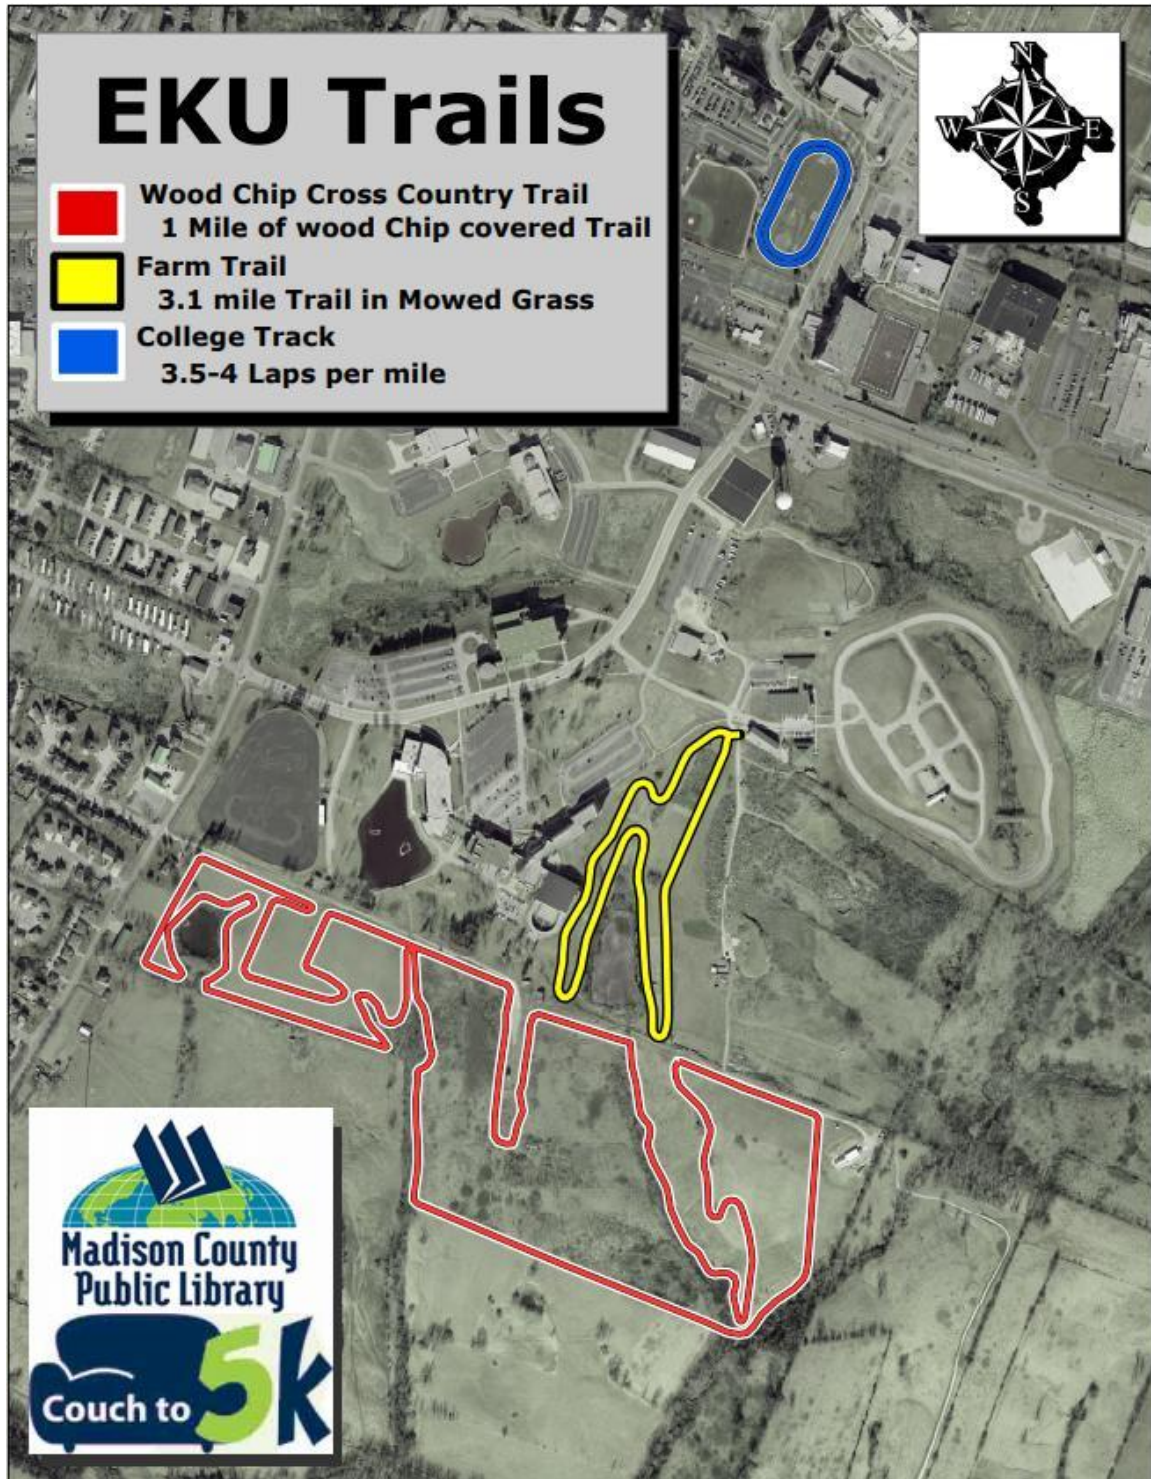 EKU Trails
Wood Chip Cross Country Trail
1 Mile of wood Chip covered Trail
Farm Trail
3.1 mile Trail in Mowed Grass
College Track
3.5-4 Laps per mile
N
W E
S
Madison County
Public Library
Couch to 5k